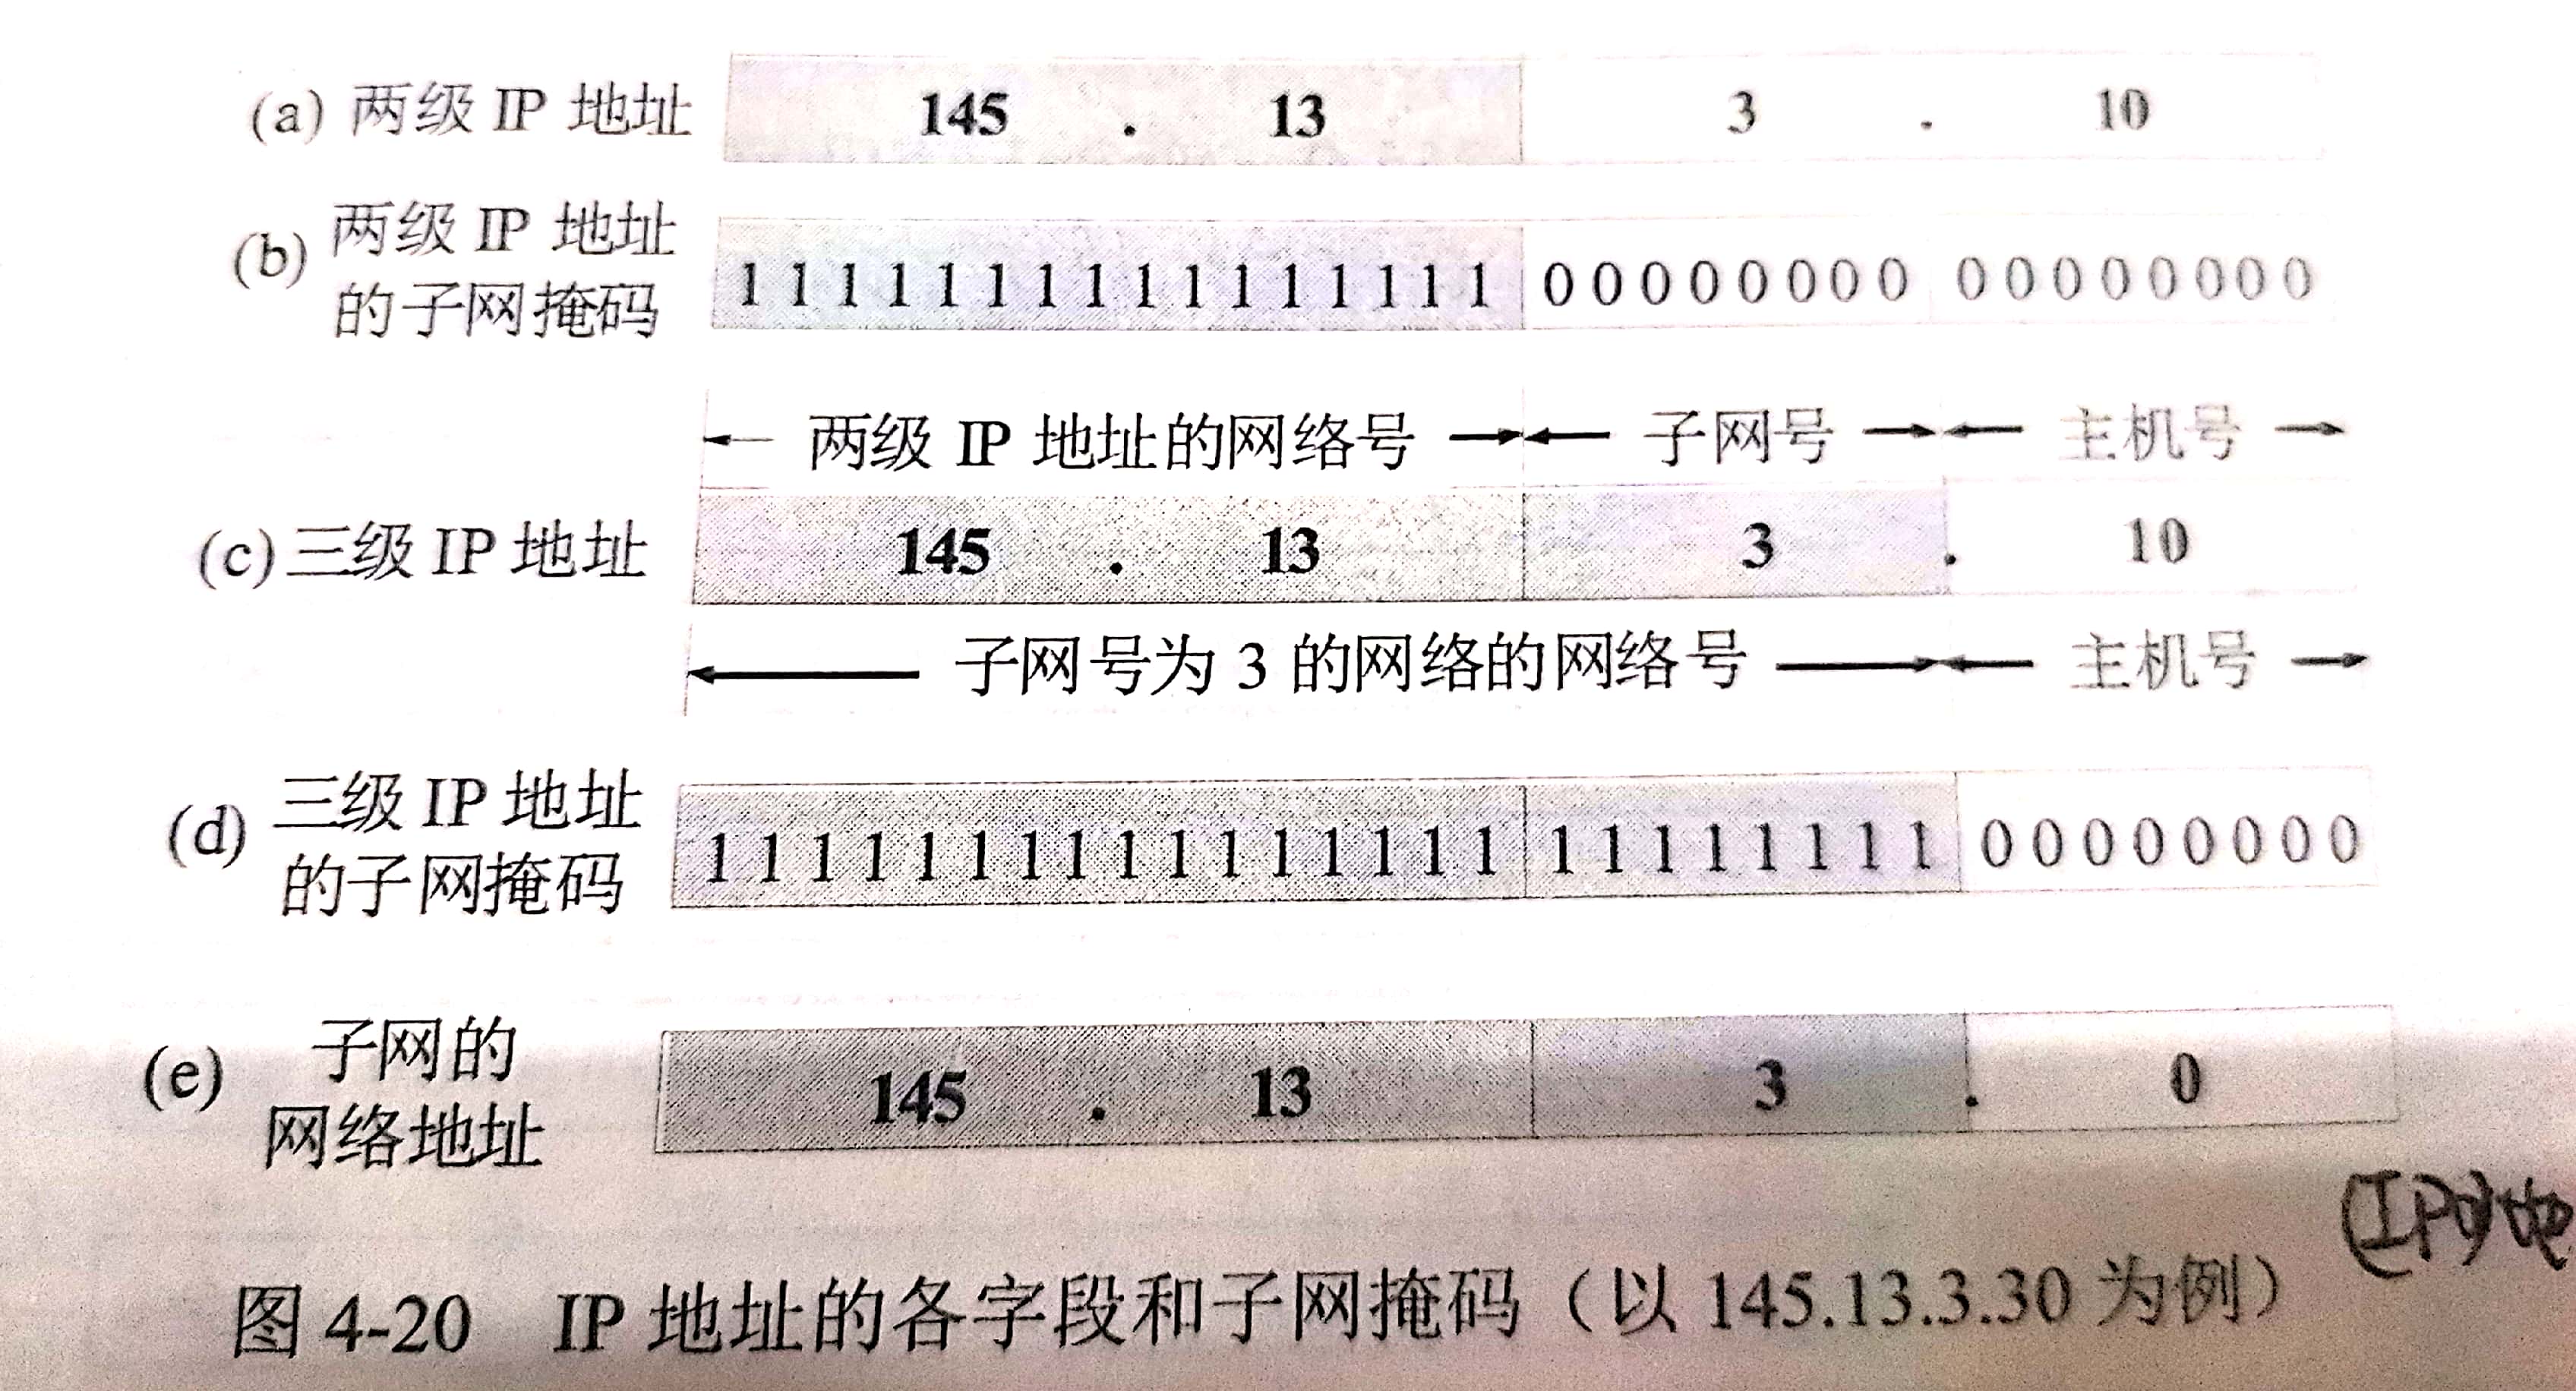 (a) 两级 IP 地址 145 . 13 3 . 10
(b) 两级 IP 地址
的子网掩码
1 1 1 1 1 1 1 1 1 1 1 1 1 1 1 1 0 0 0 0 0 0 0 0 0 0 0 0 0 0 0 0
两级 IP 地址的网络号 子网号 主机号
(c) 三级 IP 地址 145 . 13 3 . 10
子网号为 3 的网络的网络号 主机号
(d) 三级 IP 地址
的子网掩码
1 1 1 1 1 1 1 1 1 1 1 1 1 1 1 1 1 1 1 1 1 1 1 1 0 0 0 0 0 0 0 0
(e) 子网的
网络地址
145 . 13 3 . 0
(IP
图 4-20 IP 地址的各字段和子网掩码（以 145.13.3.30 为例）